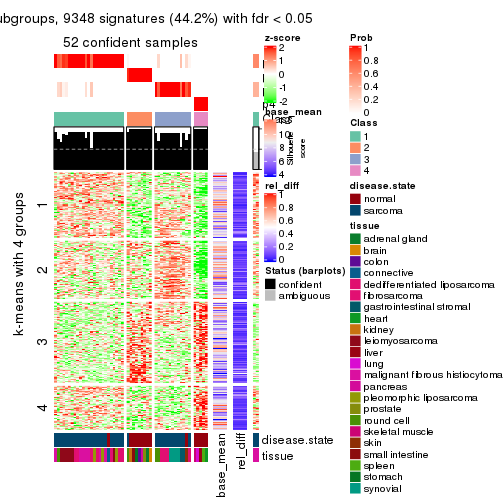 ubgroups, 9348 signatures (44.2%) with fdr < 0.05
52 confident samples
k-means with 4 groups
1
2
3
4
base_mean
rel_diff
disease.state
tissue
z-score
2
1
0
-1
-2
base_mean
10
8
6
4
rel_diff
1
0.8
0.6
0.4
0.2
0
Status (barplots)
confident
ambiguous
Silhouette
score
Prob
1
0.8
0.6
0.4
0.2
0
Class
1
2
3
4
disease.state
normal
sarcoma
tissue
adrenal gland
brain
colon
connective
dedifferentiated liposarcoma
fibrosarcoma
gastrointestinal stromal
heart
kidney
leiomyosarcoma
liver
lung
malignant fibrous histiocytoma
pancreas
pleomorphic liposarcoma
prostate
round cell
skeletal muscle
skin
small intestine
spleen
stomach
synovial